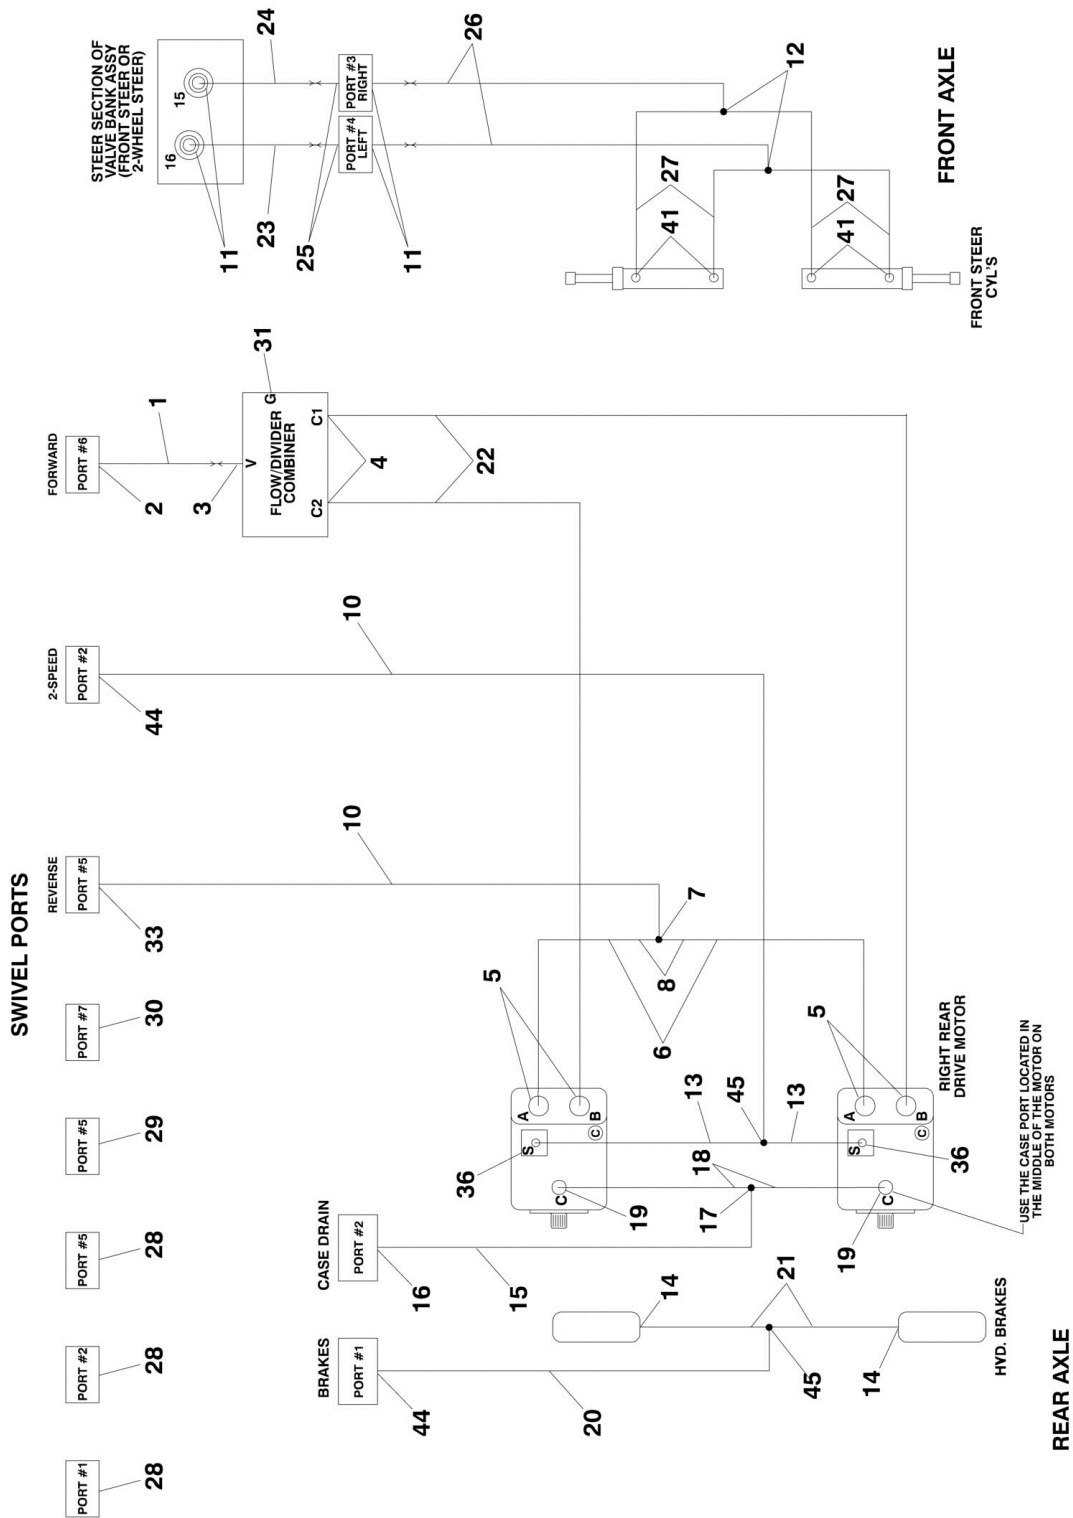 SWIVEL PORTS
PORT #1
28
PORT #2
28
PORT #5
28
PORT #5
29
PORT #7
30
REVERSE
PORT #5
33
10
2-SPEED
PORT #2
44
10
FORWARD
PORT #6
2
1
3
V
G
FLOW/DIVIDER
COMBINER
C2
C1
31
4
22
STEER SECTION OF
VALVE BANK ASSY
(FRONT STEER OR
2-WHEEL STEER)
16
15
11
23
24
25
PORT #4
LEFT
PORT #3
RIGHT
11
26
12
27
41
27
41
FRONT STEER
CYL'S
FRONT AXLE
BRAKES
PORT #1
44
20
CASE DRAIN
PORT #2
16
15
36
S
A
B
C
C
5
19
17
18
13
45
13
6
8
7
14
21
45
14
HYD. BRAKES
19
C
S
A
B
C
36
5
RIGHT REAR
DRIVE MOTOR
USE THE CASE PORT LOCATED IN
THE MIDDLE OF THE MOTOR ON
BOTH MOTORS
REAR AXLE